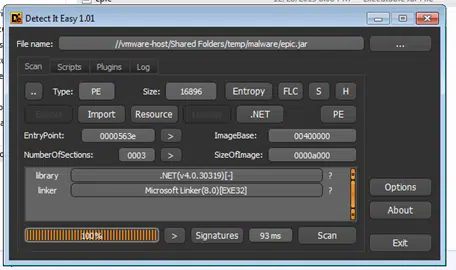 epic
Detect It Easy 1.01
File name: //vmware-host/Shared Folders/temp/malware/epic.jar ...
Scan Scripts Plugins Log
.. Type: PE Size: 16896 Entropy FLC S H
Import Resource .NET PE
EntryPoint: 0000563e > ImageBase: 00400000
NumberOfSections: 0003 > SizeOfImage: 0000a000
library .NET(v4.0.30319)[-] ?
linker Microsoft Linker(8.0)[EXE32] ?
Options
About
100% > Signatures 93 ms Scan
Exit